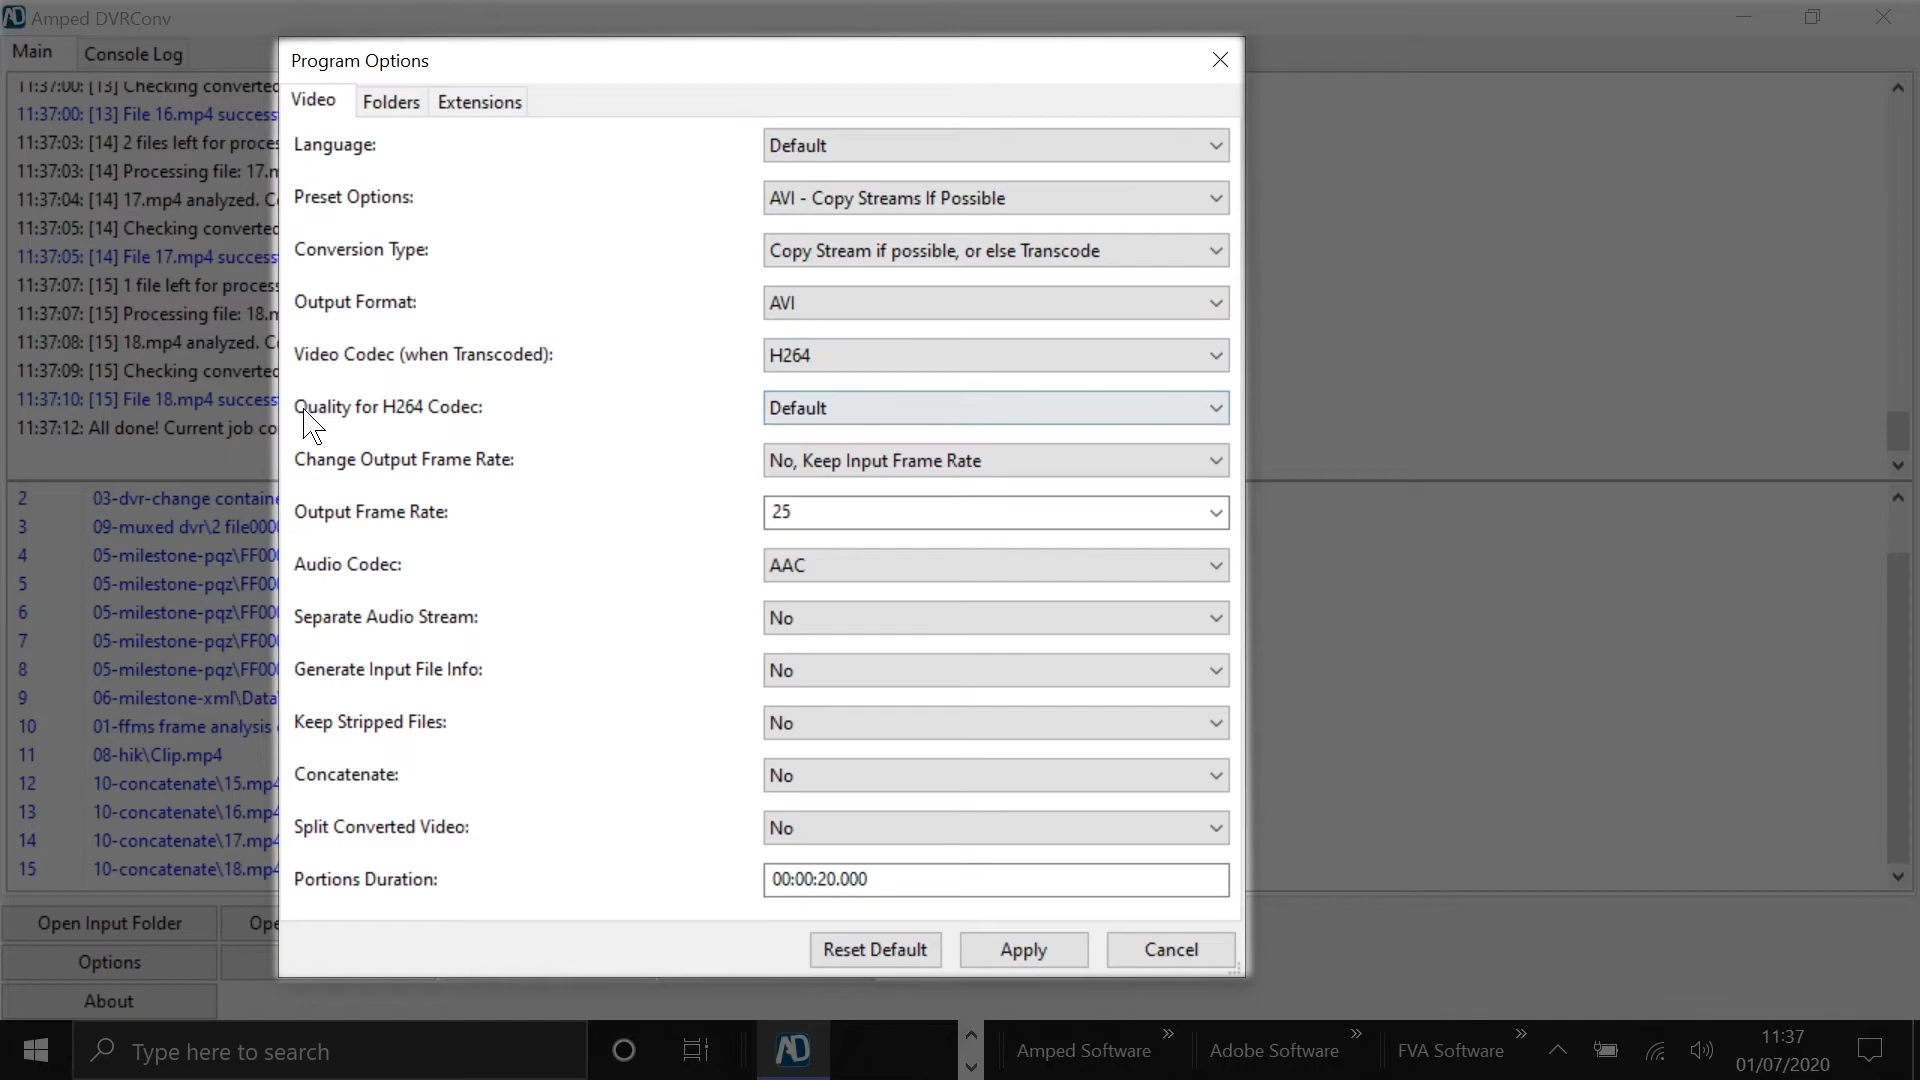 Amped DVRConv
Main
Console Log
11:37:00: [13] Checking converted
11:37:00: [13] File 16.mp4 success
11:37:03: [14] 2 files left for proces
11:37:03: [14] Processing file: 17.m
11:37:04: [14] 17.mp4 analyzed. C
11:37:05: [14] Checking converted
11:37:05: [14] File 17.mp4 success
11:37:07: [15] 1 file left for process
11:37:07: [15] Processing file: 18.m
11:37:08: [15] 18.mp4 analyzed. C
11:37:09: [15] Checking converted
11:37:10: [15] File 18.mp4 success
11:37:12: All done! Current job co
2 03-dvr-change containe
3 09-muxed dvr\2 file000
4 05-milestone-pqz\FF00
5 05-milestone-pqz\FF00
6 05-milestone-pqz\FF00
7 05-milestone-pqz\FF00
8 05-milestone-pqz\FF00
9 06-milestone-xml\Data\
10 01-ffms frame analysis
11 08-hik\Clip.mp4
12 10-concatenate\15.mp4
13 10-concatenate\16.mp4
14 10-concatenate\17.mp4
15 10-concatenate\18.mp4
Open Input Folder
Ope
Options
About
Program Options
Video Folders Extensions
Language: Default
Preset Options: AVI - Copy Streams If Possible
Conversion Type: Copy Stream if possible, or else Transcode
Output Format: AVI
Video Codec (when Transcoded): H264
Quality for H264 Codec: Default
Change Output Frame Rate: No, Keep Input Frame Rate
Output Frame Rate: 25
Audio Codec: AAC
Separate Audio Stream: No
Generate Input File Info: No
Keep Stripped Files: No
Concatenate: No
Split Converted Video: No
Portions Duration: 00:00:20.000
Reset Default Apply Cancel
Type here to search
Amped Software
Adobe Software
FVA Software
11:37
01/07/2020